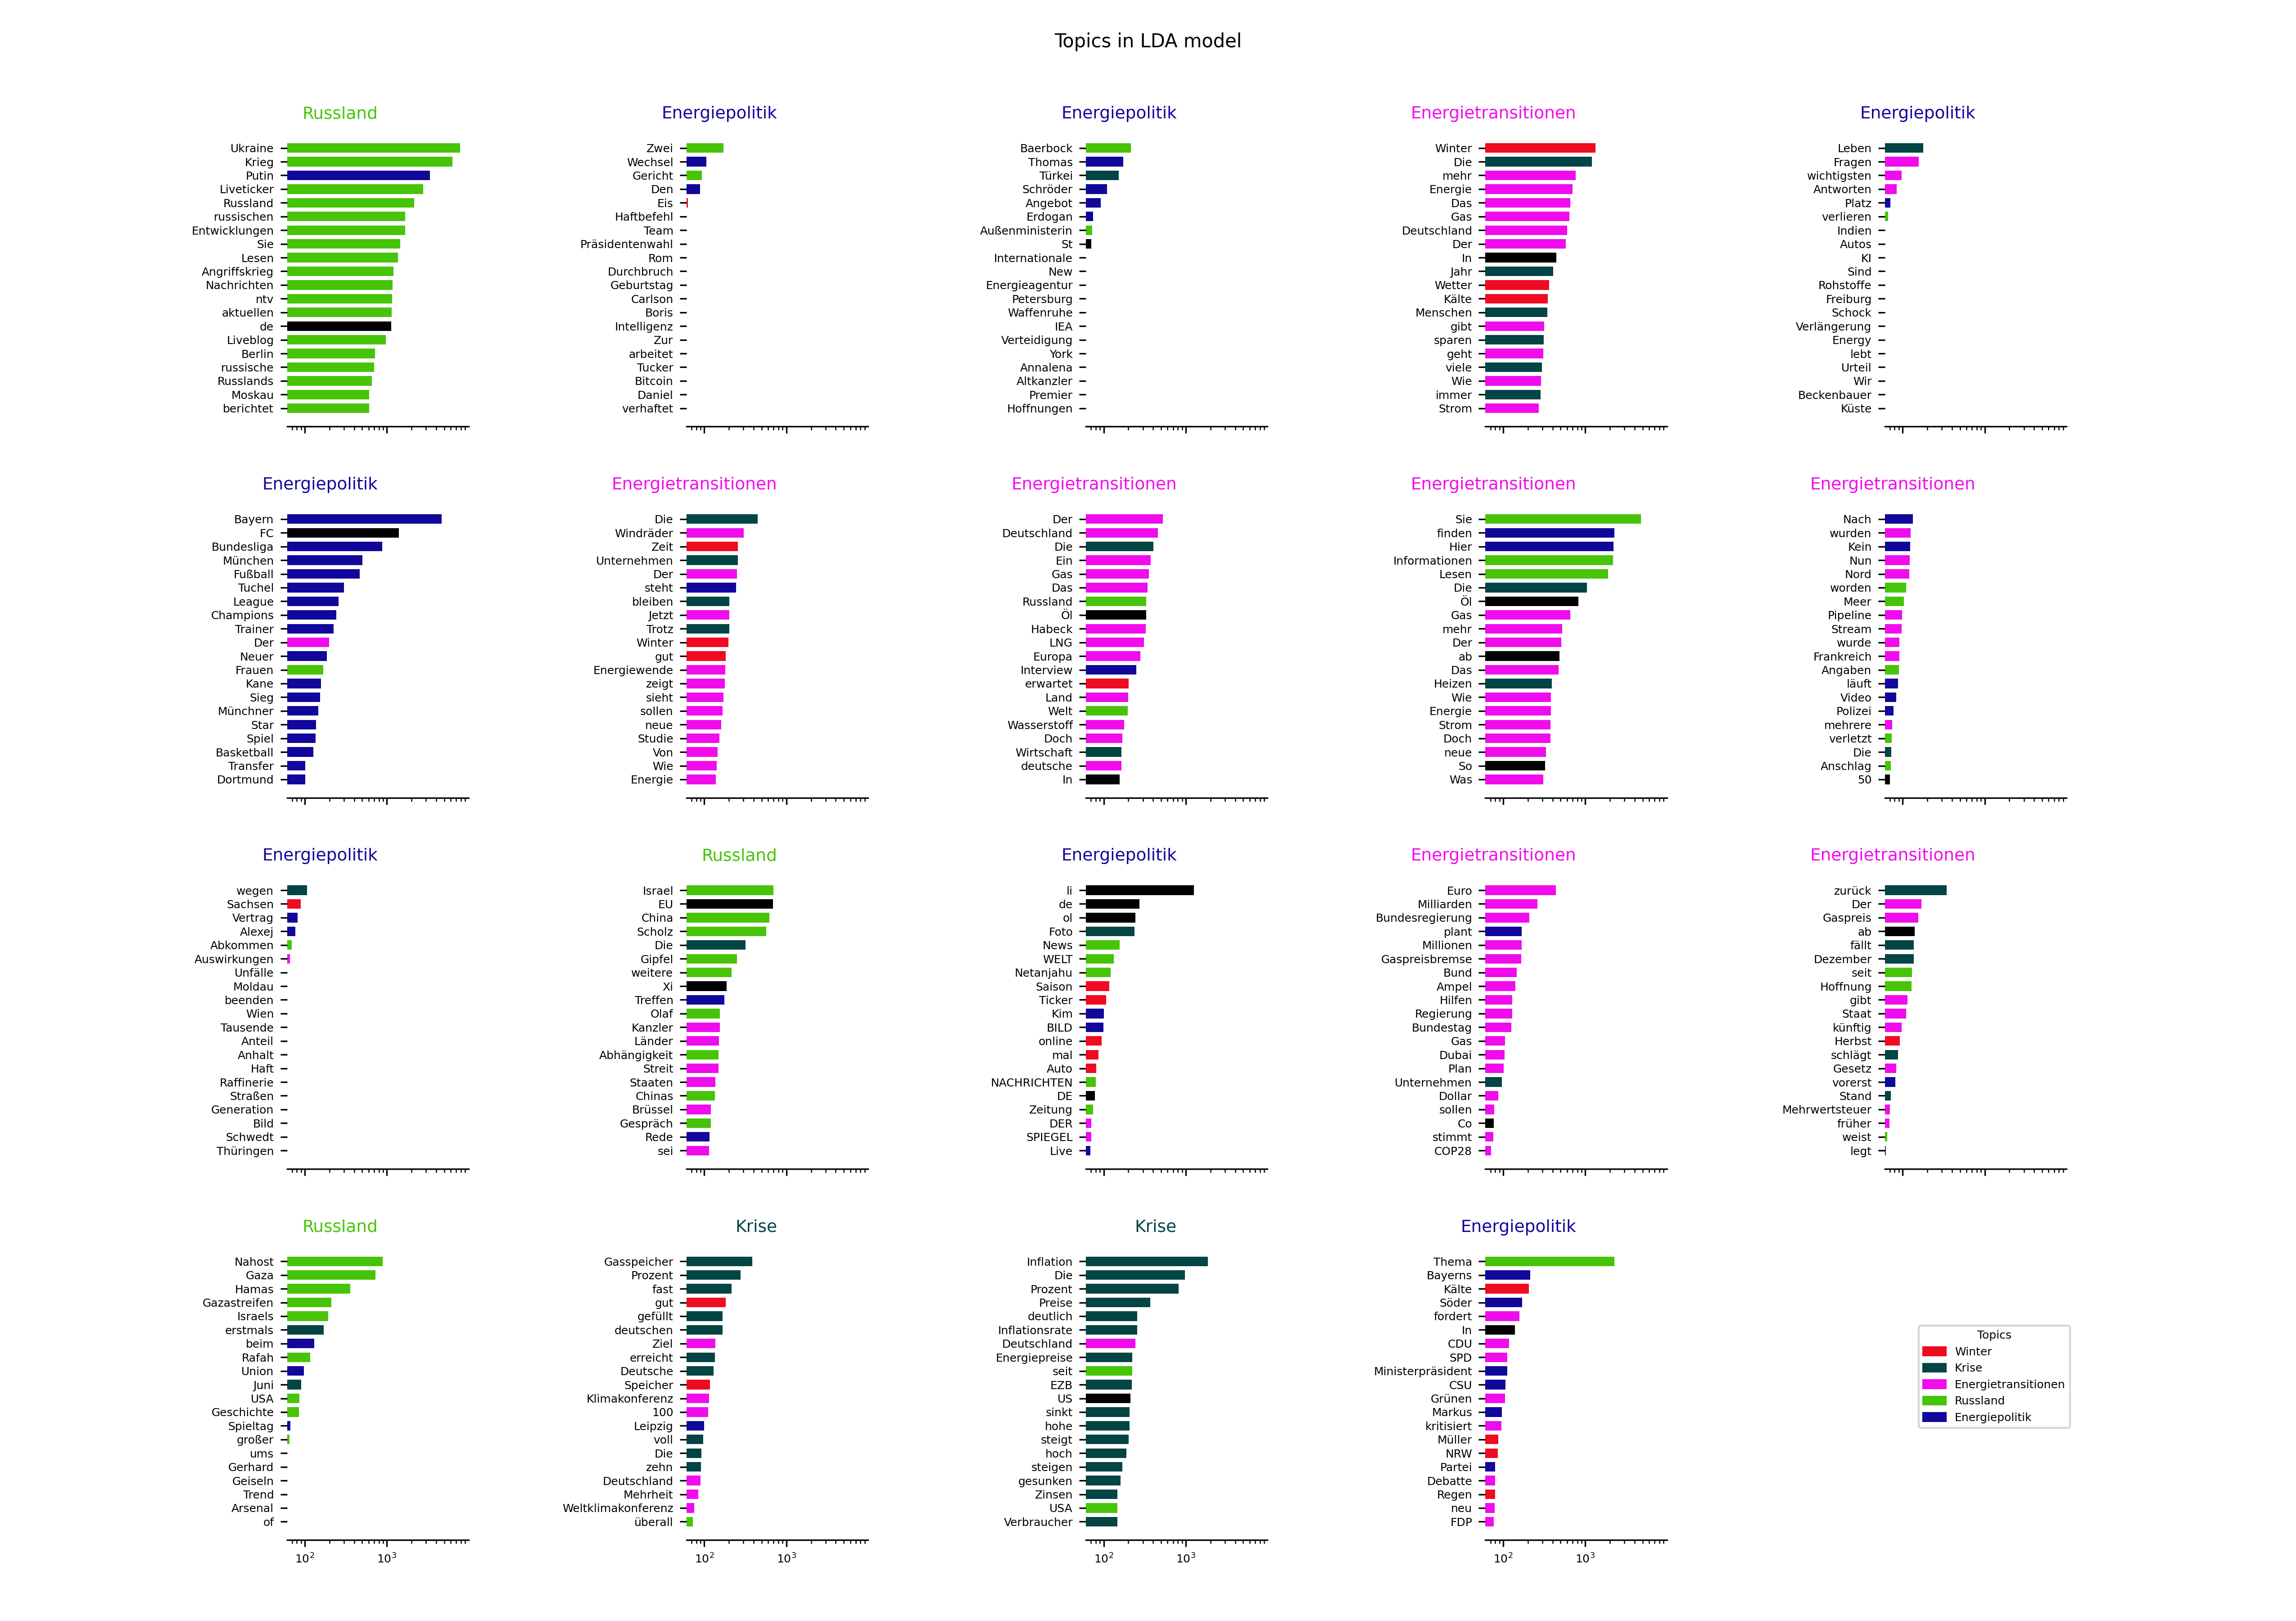 Topics in LDA model
Russland
Ukraine
Krieg
Putin
Liveticker
Russland
russischen
Entwicklungen
Sie
Lesen
Angriffskrieg
Nachrichten
ntv
aktuellen
de
Liveblog
Berlin
russische
Russlands
Moskau
berichtet
Energiepolitik
Zwei
Wechsel
Gericht
Den
Eis
Haftbefehl
Team
Präsidentenwahl
Rom
Durchbruch
Geburtstag
Carlson
Boris
Intelligenz
Zur
arbeitet
Tucker
Bitcoin
Daniel
verhaftet
Energiepolitik
Baerbock
Thomas
Türkei
Schröder
Angebot
Erdogan
Außenministerin
St
Internationale
New
Energieagentur
Petersburg
Waffenruhe
IEA
Verteidigung
York
Annalena
Altkanzler
Premier
Hoffnungen
Energietransitionen
Winter
Die
mehr
Energie
Das
Gas
Deutschland
Der
In
Jahr
Wetter
Kälte
Menschen
gibt
sparen
geht
viele
Wie
immer
Strom
Energiepolitik
Leben
Fragen
wichtigsten
Antworten
Platz
verlieren
Indien
Autos
KI
Sind
Rohstoffe
Freiburg
Schock
Verlängerung
Energy
lebt
Urteil
Wir
Beckenbauer
Küste
Energiepolitik
Bayern
FC
Bundesliga
München
Fußball
Tuchel
League
Champions
Trainer
Der
Neuer
Frauen
Kane
Sieg
Münchner
Star
Spiel
Basketball
Transfer
Dortmund
Energietransitionen
Die
Windräder
Zeit
Unternehmen
Der
steht
bleiben
Jetzt
Trotz
Winter
gut
Energiewende
zeigt
sieht
sollen
neue
Studie
Von
Wie
Energie
Energietransitionen
Der
Deutschland
Die
Ein
Gas
Das
Russland
Öl
Habeck
LNG
Europa
Interview
erwartet
Land
Welt
Wasserstoff
Doch
Wirtschaft
deutsche
In
Energietransitionen
Sie
finden
Hier
Informationen
Lesen
Die
Öl
Gas
mehr
Der
ab
Das
Heizen
Wie
Energie
Strom
Doch
neue
So
Was
Energietransitionen
Nach
wurden
Kein
Nun
Nord
worden
Meer
Pipeline
Stream
wurde
Frankreich
Angaben
läuft
Video
Polizei
mehrere
verletzt
Die
Anschlag
50
Energiepolitik
wegen
Sachsen
Vertrag
Alexej
Abkommen
Auswirkungen
Unfälle
Moldau
beenden
Wien
Tausende
Anteil
Anhalt
Haft
Raffinerie
Straßen
Generation
Bild
Schwedt
Thüringen
Russland
Israel
EU
China
Scholz
Die
Gipfel
weitere
Xi
Treffen
Olaf
Kanzler
Länder
Abhängigkeit
Streit
Staaten
Chinas
Brüssel
Gespräch
Rede
sei
Energiepolitik
li
de
ol
Foto
News
WELT
Netanjahu
Saison
Ticker
Kim
BILD
online
mal
Auto
NACHRICHTEN
DE
Zeitung
DER
SPIEGEL
Live
Energietransitionen
Euro
Milliarden
Bundesregierung
plant
Millionen
Gaspreisbremse
Bund
Ampel
Hilfen
Regierung
Bundestag
Gas
Dubai
Plan
Unternehmen
Dollar
sollen
Co
stimmt
COP28
Energietransitionen
zurück
Der
Gaspreis
ab
fällt
Dezember
seit
Hoffnung
gibt
Staat
künftig
Herbst
schlägt
Gesetz
vorerst
Stand
Mehrwertsteuer
früher
weist
legt
Russland
Nahost
Gaza
Hamas
Gazastreifen
Israels
erstmals
beim
Rafah
Union
Juni
USA
Geschichte
Spieltag
großer
ums
Gerhard
Geiseln
Trend
Arsenal
of
10²
10³
Krise
Gasspeicher
Prozent
fast
gut
gefüllt
deutschen
Ziel
erreicht
Deutsche
Speicher
Klimakonferenz
100
Leipzig
voll
Die
zehn
Deutschland
Mehrheit
Weltklimakonferenz
überall
10²
10³
Krise
Inflation
Die
Prozent
Preise
deutlich
Inflationsrate
Deutschland
Energiepreise
seit
EZB
US
sinkt
hohe
steigt
hoch
steigen
gesunken
Zinsen
USA
Verbraucher
10²
10³
Energiepolitik
Thema
Bayerns
Kälte
Söder
fordert
In
CDU
SPD
Ministerpräsident
CSU
Grünen
Markus
kritisiert
Müller
NRW
Partei
Debatte
Regen
neu
FDP
10²
10³
Topics
Winter
Krise
Energietransitionen
Russland
Energiepolitik